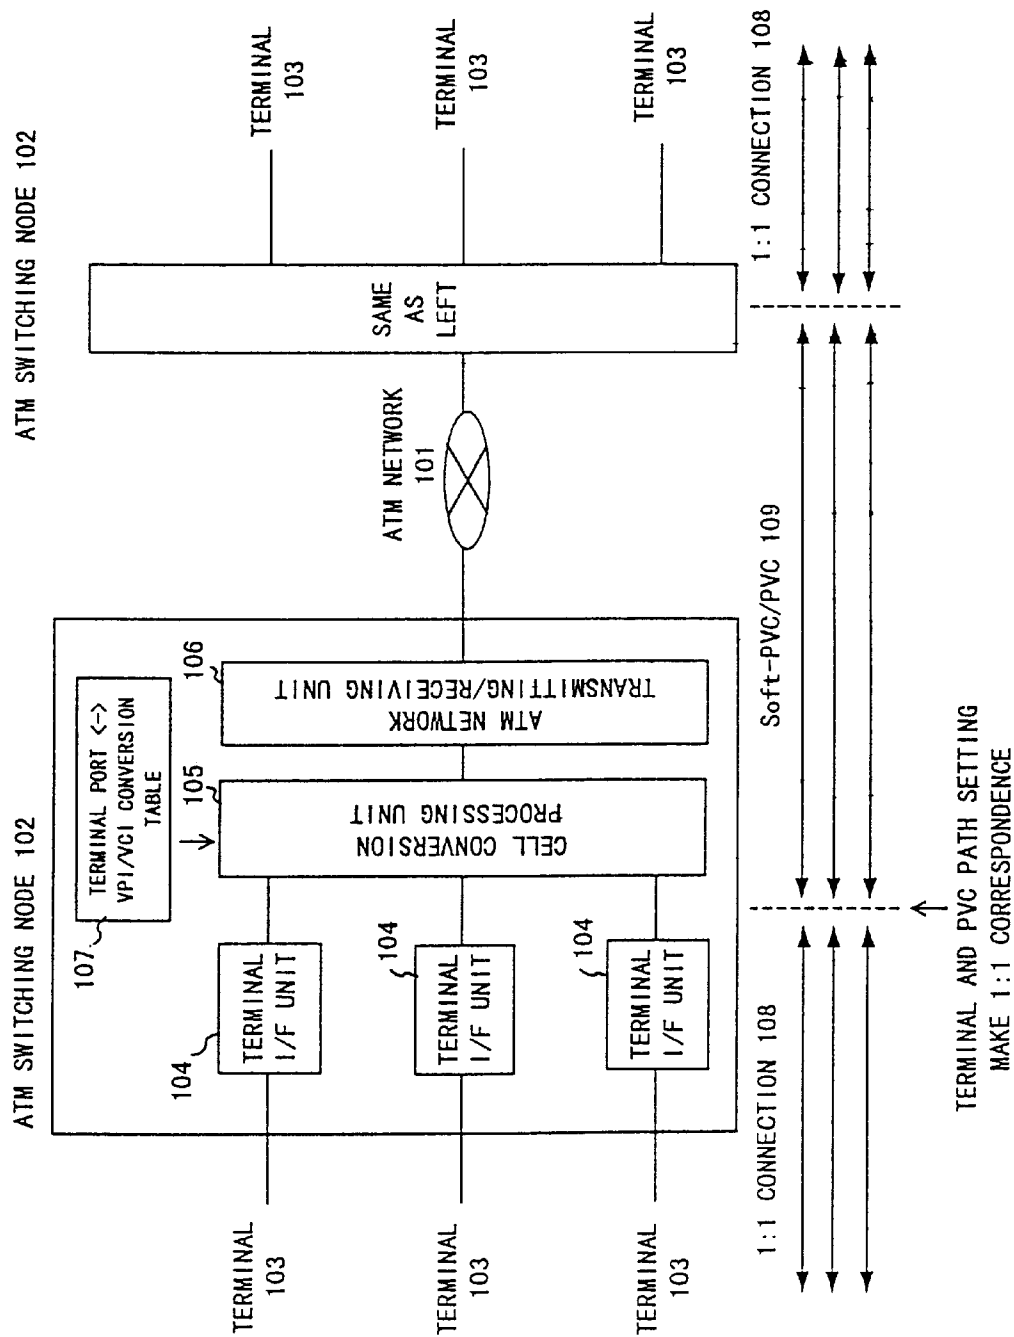 ATM SWITCHING NODE 102
ATM SWITCHING NODE 102
107
TERMINAL PORT <->
VPI/VCI CONVERSION
TABLE
104
TERMINAL
I/F UNIT
104
TERMINAL
I/F UNIT
104
TERMINAL
I/F UNIT
105
CELL CONVERSION
PROCESSING UNIT
106
ATM NETWORK
TRANSMITTING/RECEIVING UNIT
ATM NETWORK
101
SAME
AS
LEFT
TERMINAL
103
TERMINAL
103
TERMINAL
103
TERMINAL
103
TERMINAL
103
TERMINAL
103
1:1 CONNECTION 108
Soft-PVC/PVC 109
1:1 CONNECTION 108
TERMINAL AND PVC PATH SETTING
MAKE 1:1 CORRESPONDENCE